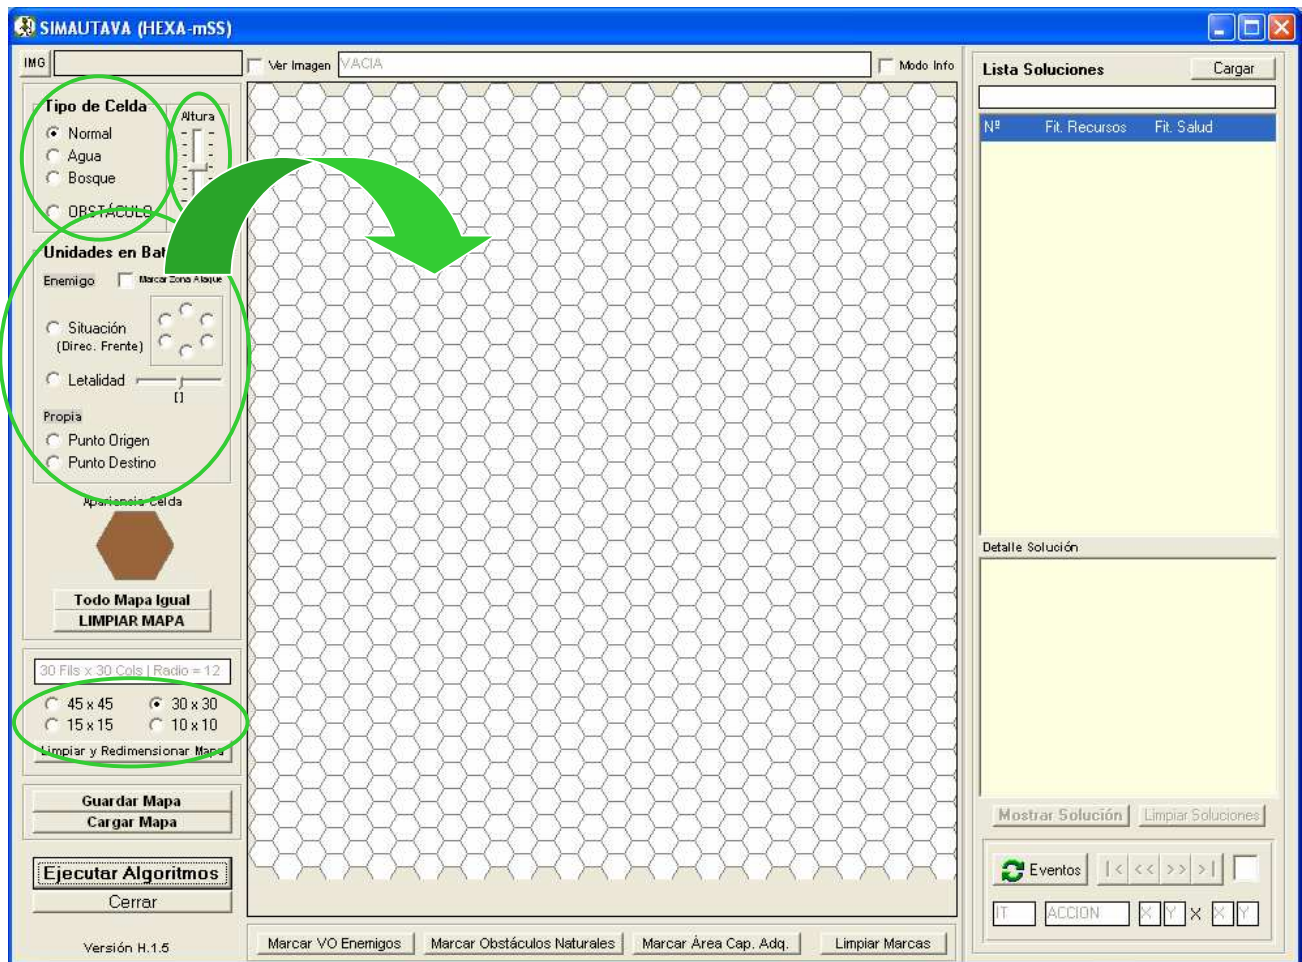 SIMAUTAVA (HEXA-mSS)
IMG
Ver Imagen
VACIA
Modo Info
Tipo de Celda
Altura
Normal
Agua
Bosque
OBSTÁCULO
Unidades en Bat
Enemigo
Marcar Zona Ataque
Situación
(Direc. Frente)
Letalidad
[]
Propia
Punto Origen
Punto Destino
Apariencia Celda
Todo Mapa Igual
LIMPIAR MAPA
30 Fils x 30 Cols | Radio = 12
45 x 45 30 x 30
15 x 15 10 x 10
Limpiar y Redimensionar Mapa
Guardar Mapa
Cargar Mapa
Ejecutar Algoritmos
Cerrar
Versión H.1.5
Marcar VO Enemigos Marcar Obstáculos Naturales Marcar Área Cap. Adq. Limpiar Marcas
Lista Soluciones
Cargar
Nº Fit. Recursos Fit. Salud
Detalle Solución
Mostrar Solución Limpiar Soluciones
Eventos |< << >> >|
IT ACCION X Y X X Y